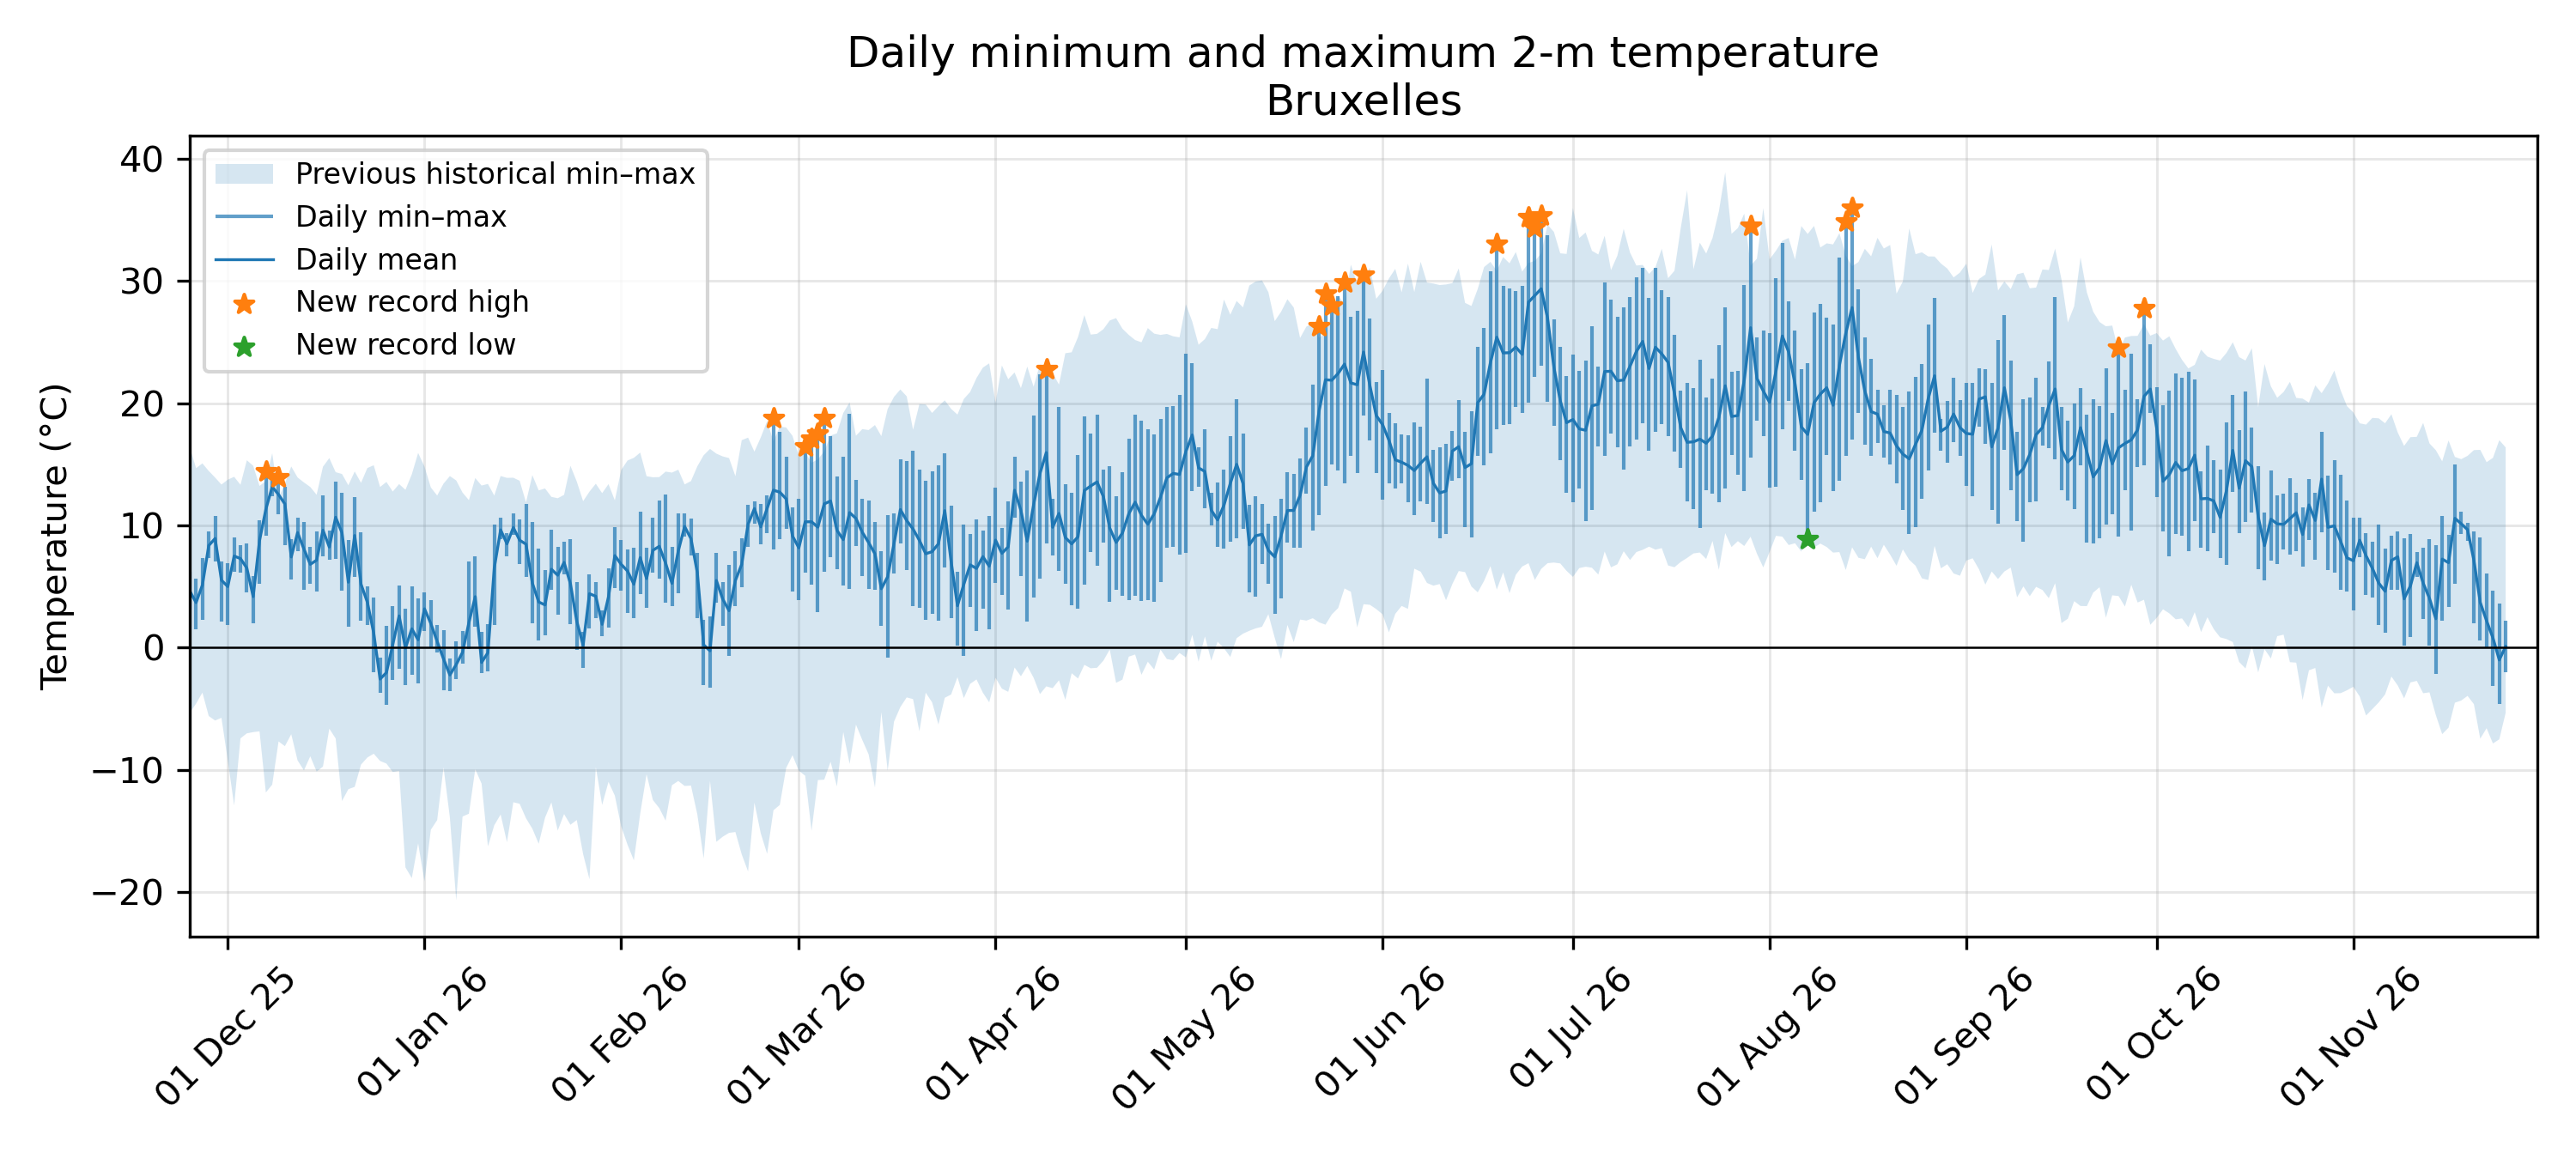 Daily minimum and maximum 2-m temperature
Bruxelles
Previous historical min–max
Daily min–max
Daily mean
New record high
New record low
Temperature (°C)
40
30
20
10
0
−10
−20
01 Dec 25
01 Jan 26
01 Feb 26
01 Mar 26
01 Apr 26
01 May 26
01 Jun 26
01 Jul 26
01 Aug 26
01 Sep 26
01 Oct 26
01 Nov 26